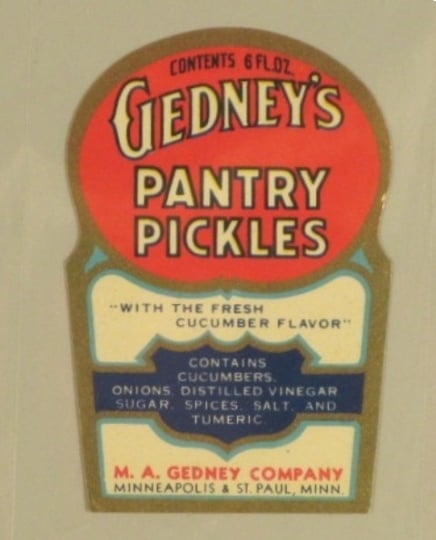 CONTENTS 6 FL.OZ.
GEDNEY'S
PANTRY
PICKLES
"WITH THE FRESH
CUCUMBER FLAVOR"
CONTAINS
CUCUMBERS.
ONIONS. DISTILLED VINEGAR
SUGAR. SPICES. SALT. AND
TUMERIC.
M. A. GEDNEY COMPANY
MINNEAPOLIS & ST. PAUL, MINN.